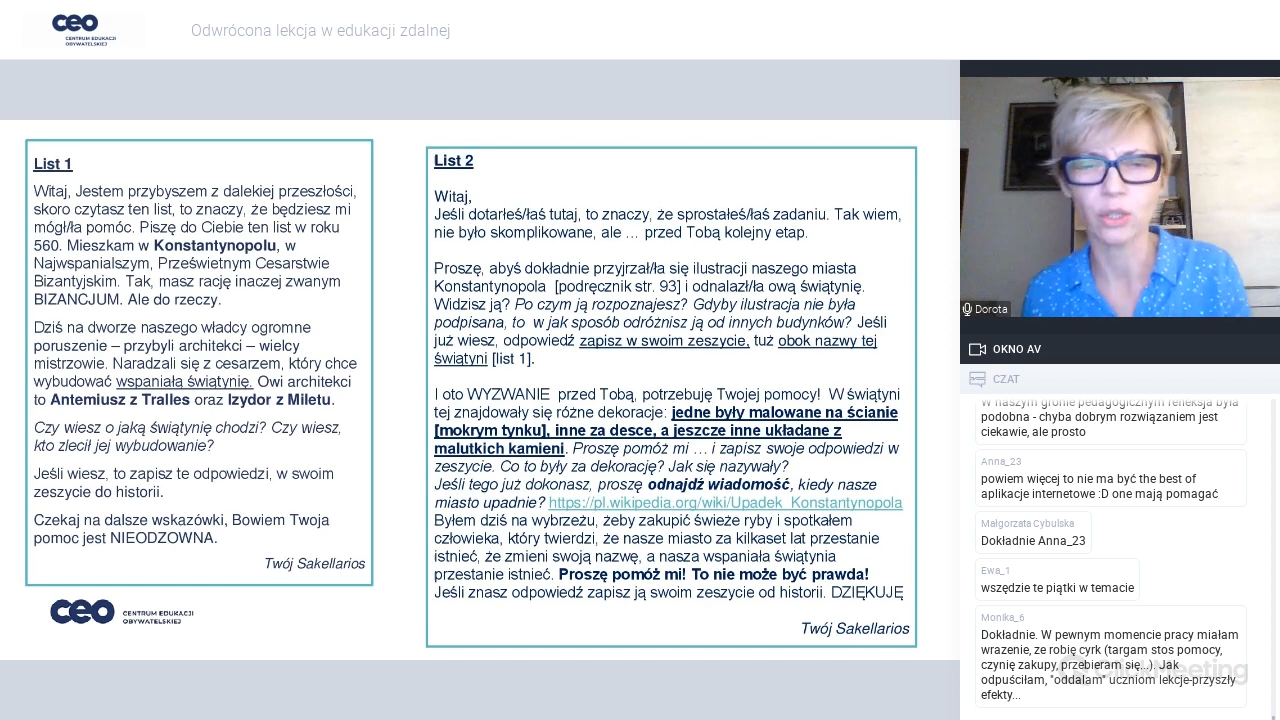 ceo
CENTRUM EDUKACJI
OBYWATELSKIEJ
Odwrócona lekcja w edukacji zdalnej
List 1
Witaj, Jestem przybyszem z dalekiej przeszłości,
skoro czytasz ten list, to znaczy, że będziesz mi
mógł/ła pomóc. Piszę do Ciebie ten list w roku
560. Mieszkam w Konstantynopolu, w
Najwspanialszym, Prześwietnym Cesarstwie
Bizantyjskim. Tak, masz rację inaczej zwanym
BIZANCJUM. Ale do rzeczy.
Dziś na dworze naszego władcy ogromne
poruszenie – przybyli architekci – wielcy
mistrzowie. Naradzali się z cesarzem, który chce
wybudować wspaniałą świątynię. Owi architekci
to Antemiusz z Tralles oraz Izydor z Miletu.
Czy wiesz o jaką świątynię chodzi? Czy wiesz,
kto zlecił jej wybudowanie?
Jeśli wiesz, to zapisz te odpowiedzi, w swoim
zeszycie do historii.
Czekaj na dalsze wskazówki, Bowiem Twoja
pomoc jest NIEODZOWNA.
Twój Sakellarios
ceo
CENTRUM EDUKACJI
OBYWATELSKIEJ
List 2
Witaj,
Jeśli dotarłeś/łaś tutaj, to znaczy, że sprostałeś/łaś zadaniu. Tak wiem,
nie było skomplikowane, ale ... przed Tobą kolejny etap.
Proszę, abyś dokładnie przyjrzał/ła się ilustracji naszego miasta
Konstantynopola [podręcznik str. 93] i odnalazł/ła ową świątynię.
Widzisz ją? Po czym ją rozpoznajesz? Gdyby ilustracja nie była
podpisana, to w jak sposób odróżnisz ją od innych budynków? Jeśli
już wiesz, odpowiedź zapisz w swoim zeszycie, tuż obok nazwy tej
świątyni [list 1].
I oto WYZWANIE przed Tobą, potrzebuję Twojej pomocy! W świątyni
tej znajdowały się różne dekoracje: jedne były malowane na ścianie
[mokrym tynku], inne za desce, a jeszcze inne układane z
malutkich kamieni. Proszę pomóż mi ... i zapisz swoje odpowiedzi w
zeszycie. Co to były za dekoracje? Jak się nazywały?
Jeśli tego już dokonasz, proszę odnajdź wiadomość, kiedy nasze
miasto upadnie? https://pl.wikipedia.org/wiki/Upadek_Konstantynopola
Byłem dziś na wybrzeżu, żeby zakupić świeże ryby i spotkałem
człowieka, który twierdzi, że nasze miasto za kilkaset lat przestanie
istnieć, że zmieni swoją nazwę, a nasza wspaniała świątynia
przestanie istnieć. Proszę pomóż mi! To nie może być prawda!
Jeśli znasz odpowiedź zapisz ją swoim zeszycie od historii. DZIĘKUJĘ
Twój Sakellarios
Dorota
OKNO AV
CZAT
W naszym gronie pedagogicznym refleksja była
podobna - chyba dobrym rozwiązaniem jest
ciekawie, ale prosto
Anna_23
powiem więcej to nie ma być the best of
aplikacje internetowe :D one mają pomagać
Małgorzata Cybulska
Dokładnie Anna_23
Ewa_1
wszędzie te piątki w temacie
Monika_6
Dokładnie. W pewnym momencie pracy miałam
wrazenie, ze robię cyrk (targam stos pomocy,
czynię zakupy, przebieram się...). Jak
odpuściłam, "oddałam" uczniom lekcje-przyszły
efekty...
ClickMeeting